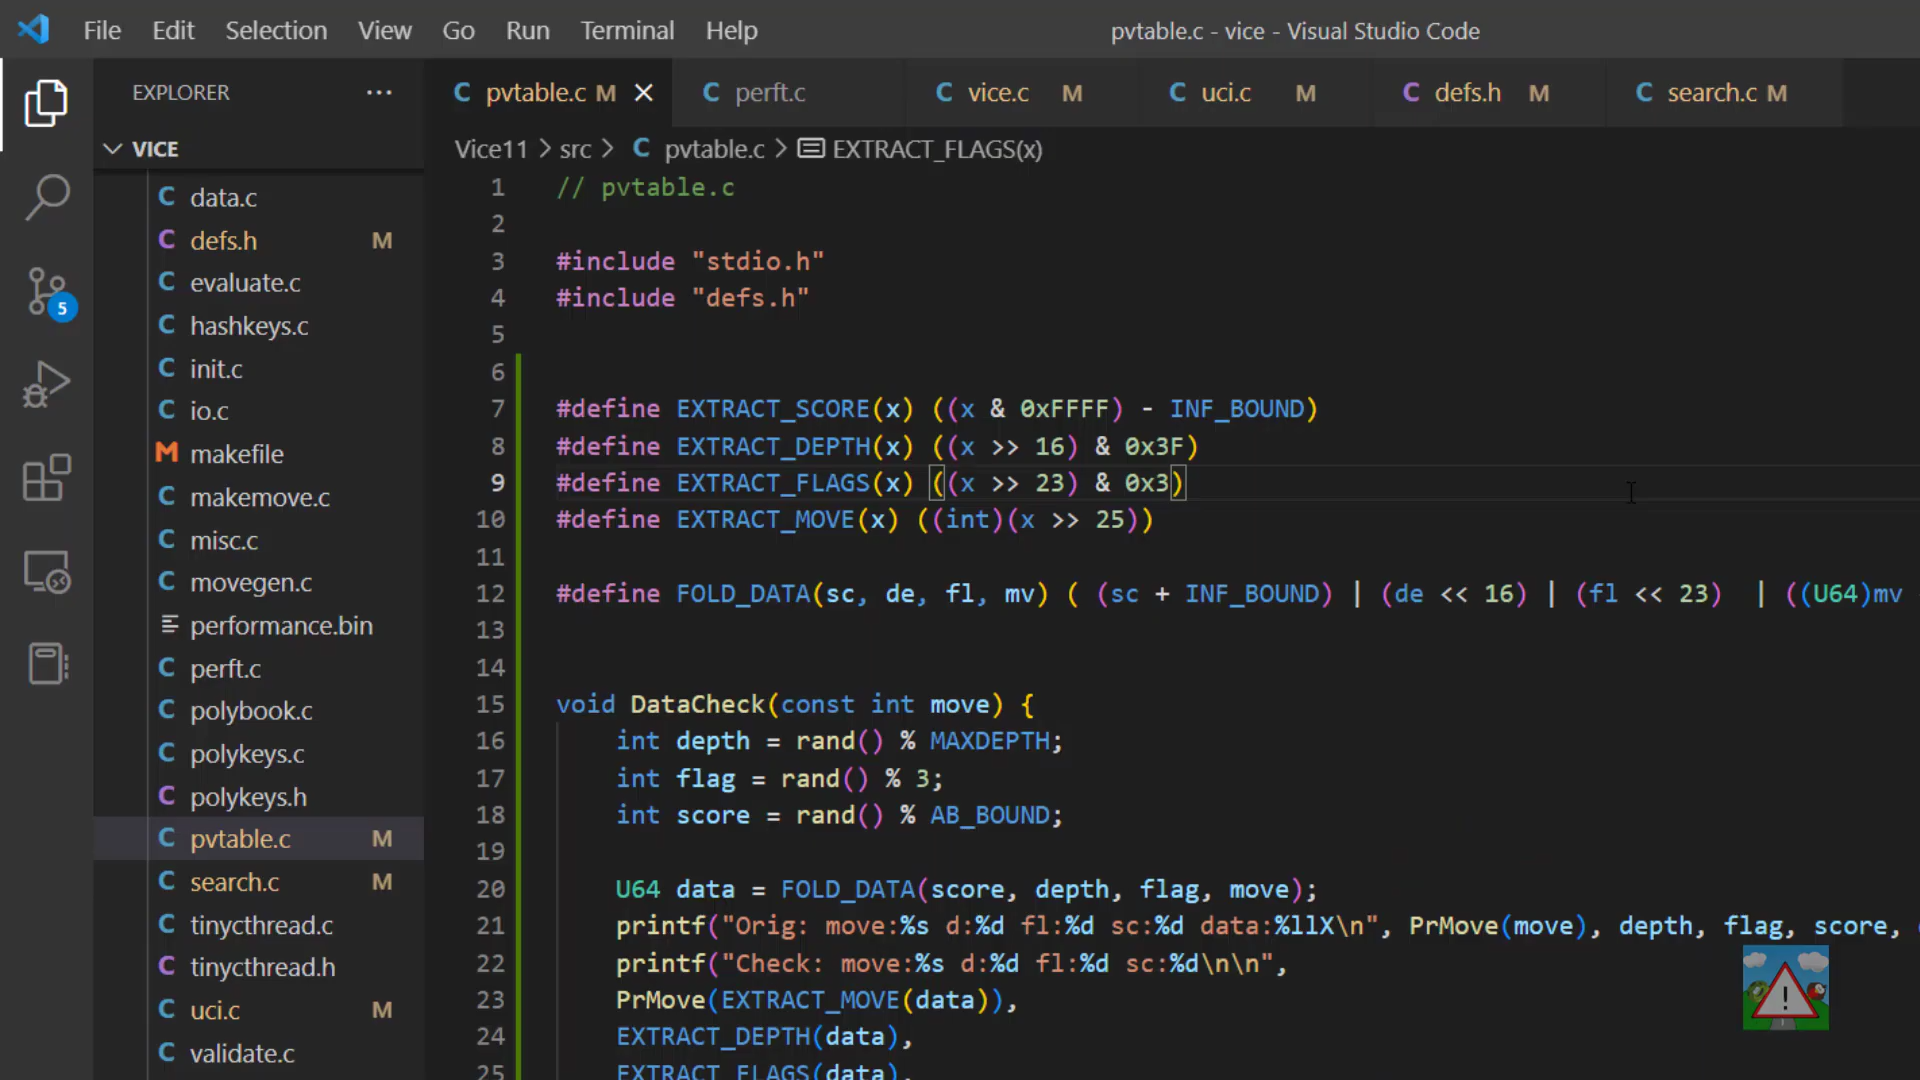 File Edit Selection View Go Run Terminal Help pvtable.c - vice - Visual Studio Code
EXPLORER ···
VICE
data.c
defs.h M
evaluate.c
hashkeys.c
init.c
io.c
makefile
makemove.c
misc.c
movegen.c
performance.bin
perft.c
polybook.c
polykeys.c
polykeys.h
pvtable.c M
search.c M
tinycthread.c
tinycthread.h
uci.c M
validate.c
5
C pvtable.c M C perft.c C vice.c M C uci.c M C defs.h M C search.c M
Vice11 > src > C pvtable.c > EXTRACT_FLAGS(x)
1 // pvtable.c
2
3 #include "stdio.h"
4 #include "defs.h"
5
6
7 #define EXTRACT_SCORE(x) ((x & 0xFFFF) - INF_BOUND)
8 #define EXTRACT_DEPTH(x) ((x >> 16) & 0x3F)
9 #define EXTRACT_FLAGS(x) ((x >> 23) & 0x3)
10 #define EXTRACT_MOVE(x) ((int)(x >> 25))
11
12 #define FOLD_DATA(sc, de, fl, mv) ( (sc + INF_BOUND) | (de << 16) | (fl << 23) | ((U64)mv
13
14
15 void DataCheck(const int move) {
16 int depth = rand() % MAXDEPTH;
17 int flag = rand() % 3;
18 int score = rand() % AB_BOUND;
19
20 U64 data = FOLD_DATA(score, depth, flag, move);
21 printf("Orig: move:%s d:%d fl:%d sc:%d data:%llX\n", PrMove(move), depth, flag, score,
22 printf("Check: move:%s d:%d fl:%d sc:%d\n\n",
23 PrMove(EXTRACT_MOVE(data)),
24 EXTRACT_DEPTH(data),
25 EXTRACT_FLAGS(data),